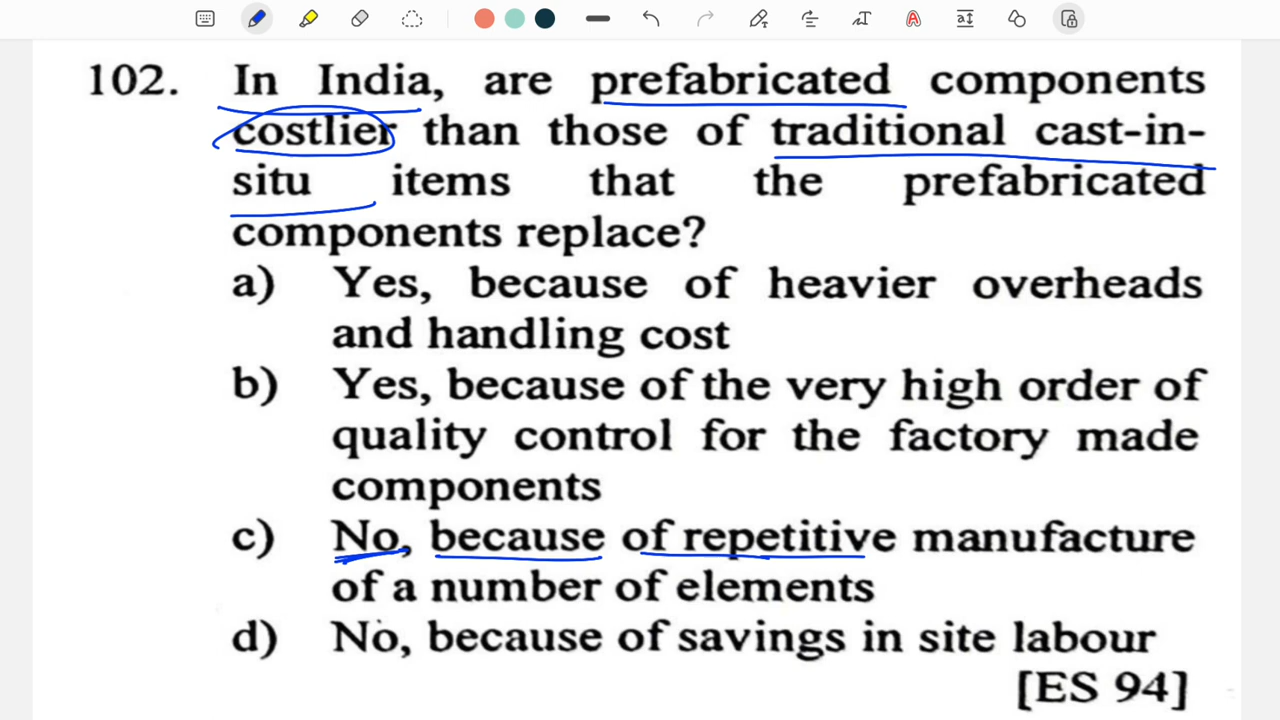 102. In India, are prefabricated components
costlier than those of traditional cast-in-
situ items that the prefabricated
components replace?
a) Yes, because of heavier overheads
and handling cost
b) Yes, because of the very high order of
quality control for the factory made
components
c) No, because of repetitive manufacture
of a number of elements
d) No, because of savings in site labour
[ES 94]